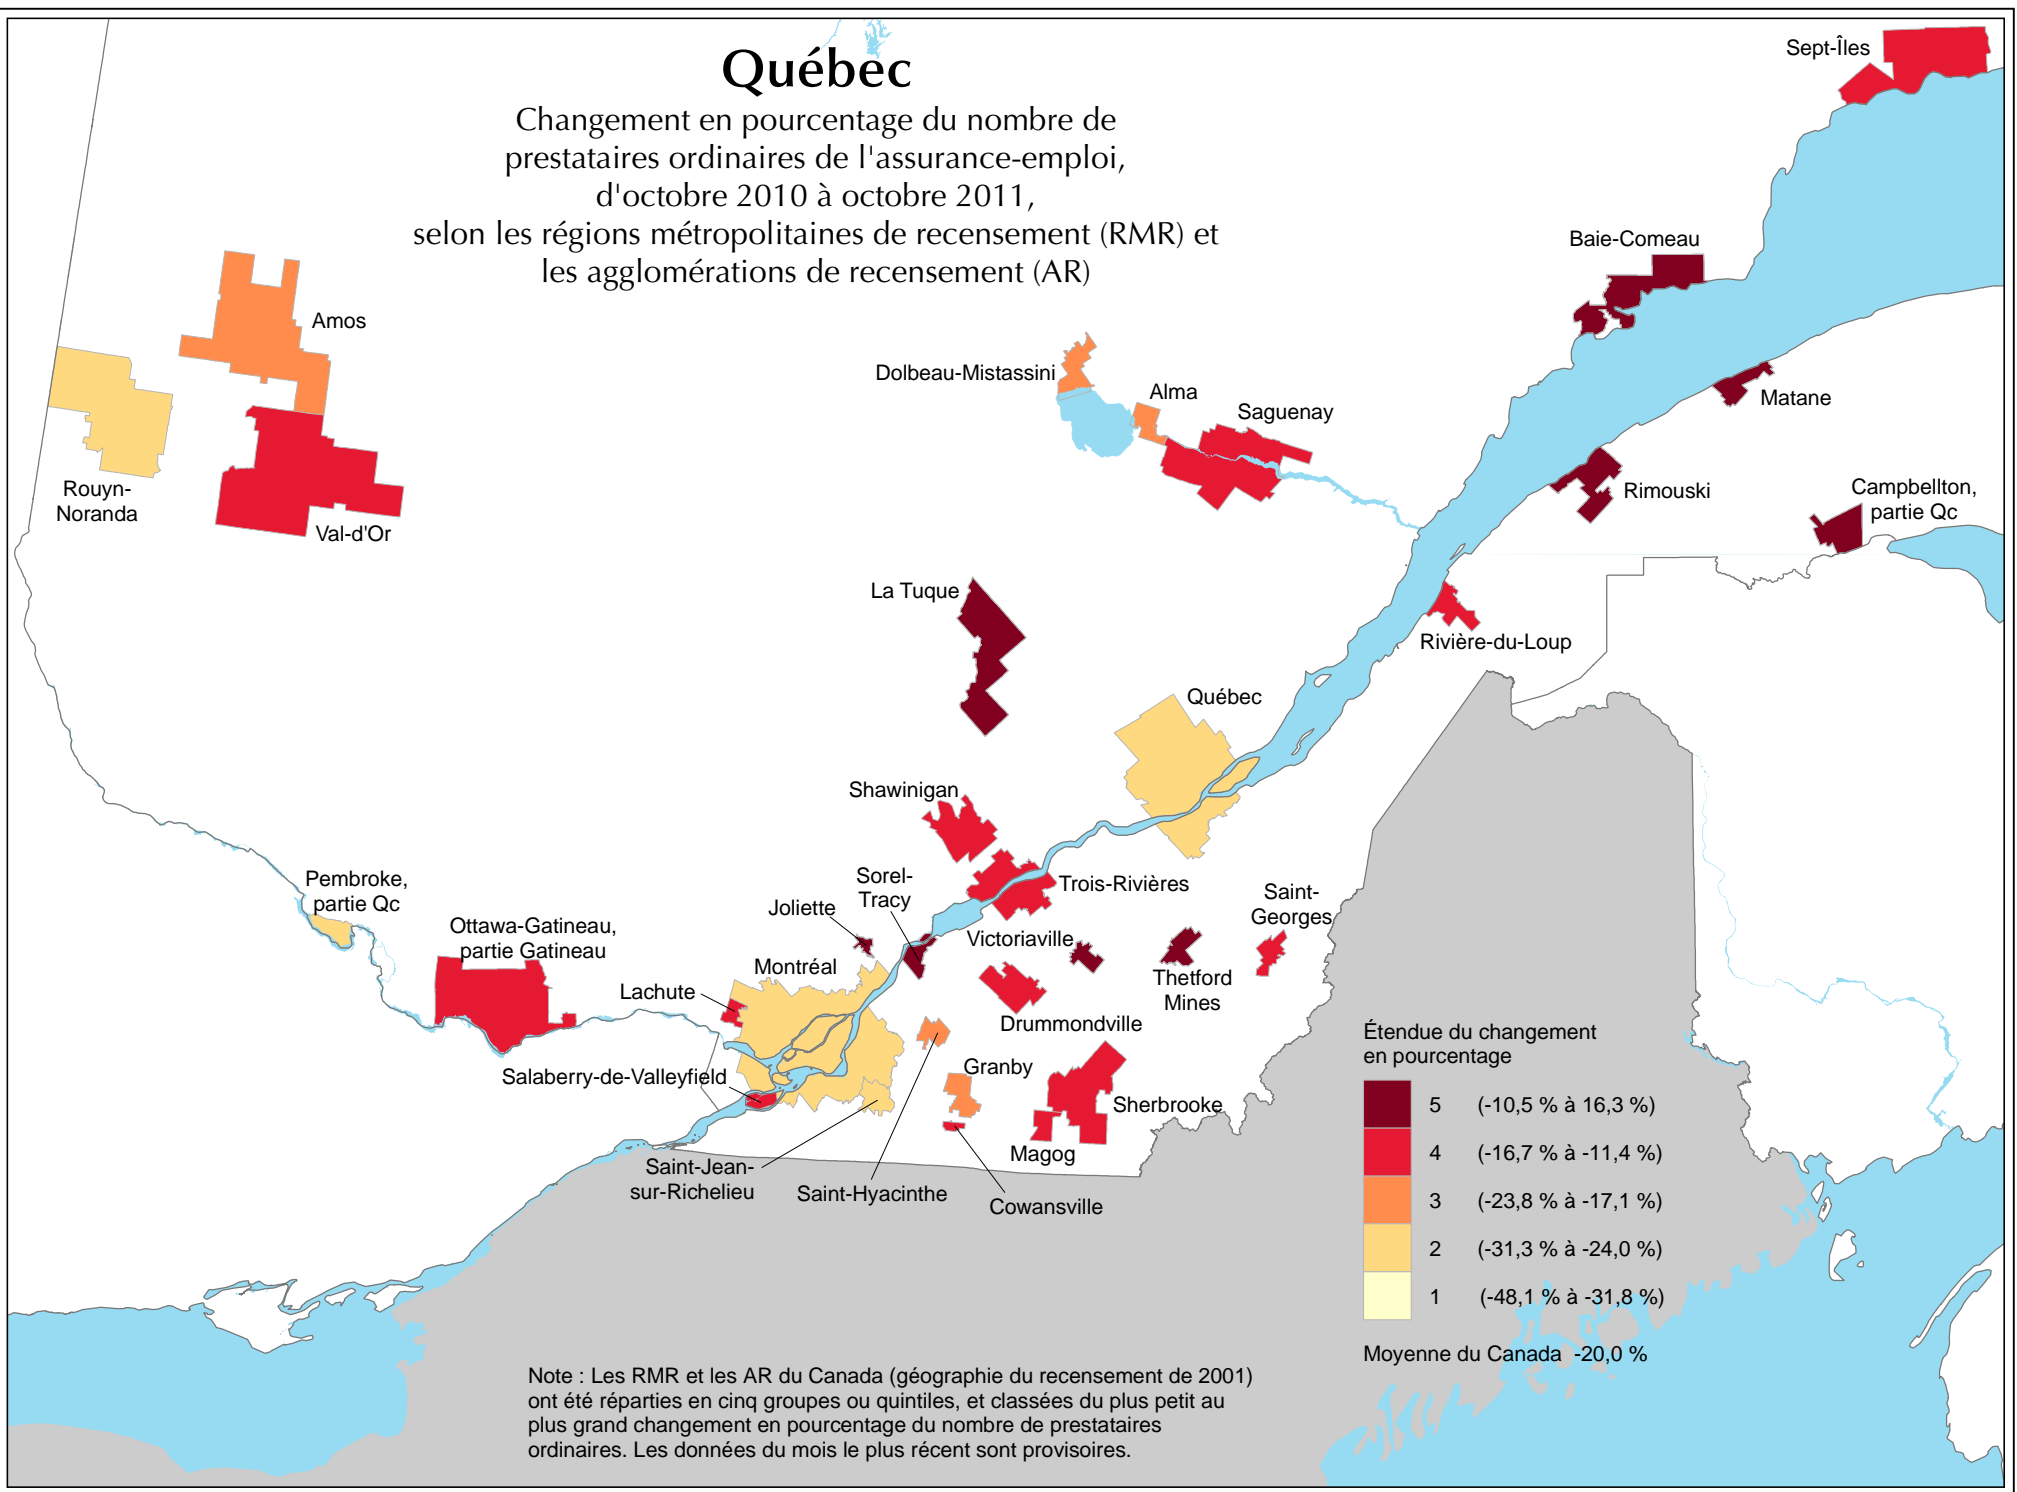 Québec
Changement en pourcentage du nombre de
prestataires ordinaires de l'assurance-emploi,
d'octobre 2010 à octobre 2011,
selon les régions métropolitaines de recensement (RMR) et
les agglomérations de recensement (AR)
Sept-Îles
Baie-Comeau
Amos
Dolbeau-Mistassini
Alma
Matane
Saguenay
Rouyn-
Noranda
Rimouski
Campbellton,
partie Qc
Val-d'Or
La Tuque
Rivière-du-Loup
Québec
Shawinigan
Pembroke,
partie Qc
Sorel-
Tracy
Trois-Rivières
Saint-
Georges
Joliette
Ottawa-Gatineau,
partie Gatineau
Victoriaville
Montréal
Thetford
Mines
Lachute
Drummondville
Granby
Salaberry-de-Valleyfield
Sherbrooke
Magog
Saint-Jean-
sur-Richelieu
Saint-Hyacinthe
Cowansville
Étendue du changement
en pourcentage
5 (-10,5 % à 16,3 %)
4 (-16,7 % à -11,4 %)
3 (-23,8 % à -17,1 %)
2 (-31,3 % à -24,0 %)
1 (-48,1 % à -31,8 %)
Moyenne du Canada -20,0 %
Note : Les RMR et les AR du Canada (géographie du recensement de 2001)
ont été réparties en cinq groupes ou quintiles, et classées du plus petit au
plus grand changement en pourcentage du nombre de prestataires
ordinaires. Les données du mois le plus récent sont provisoires.